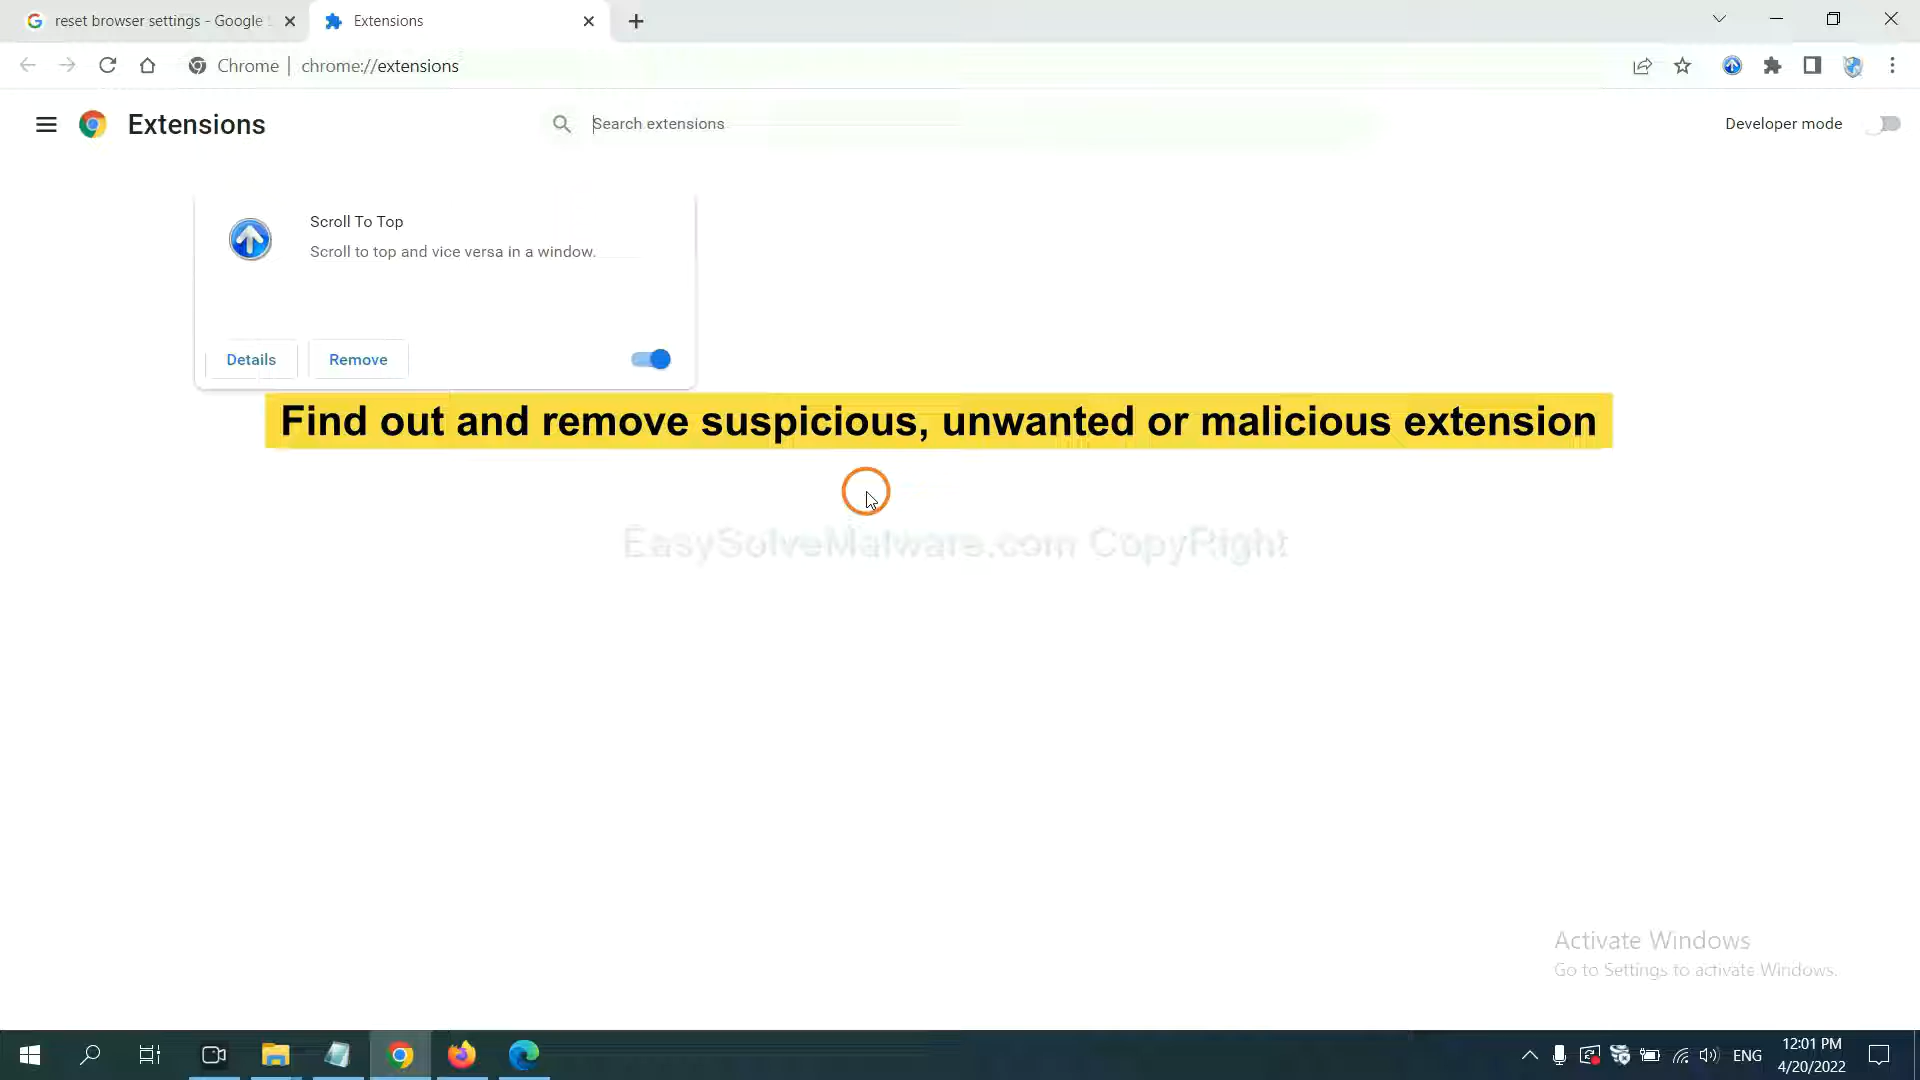 reset browser settings - Google
Extensions
Chrome | chrome://extensions
Extensions
Search extensions
Developer mode
Scroll To Top
Scroll to top and vice versa in a window.
Details
Remove
Find out and remove suspicious, unwanted or malicious extension
EasySolveMalware.com CopyRight
Activate Windows
Go to Settings to activate Windows.
ENG
12:01 PM
4/20/2022